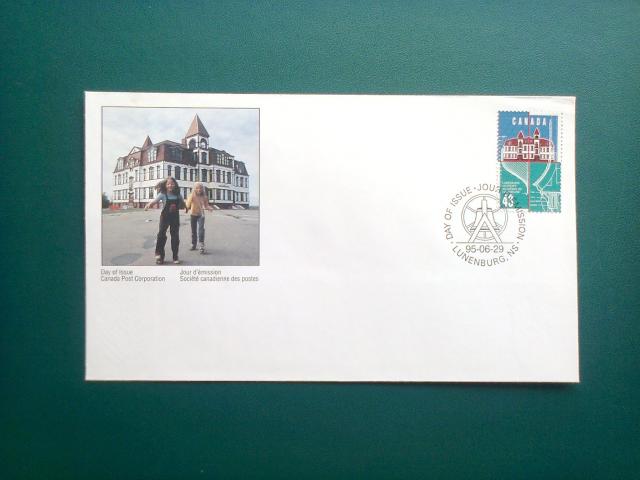 CANADA
43
DAY OF ISSUE · JOUR D'ÉMISSION
95-06-29
LUNENBURG, NS.
Day of Issue
Canada Post Corporation
Jour d'émission
Société canadienne des postes